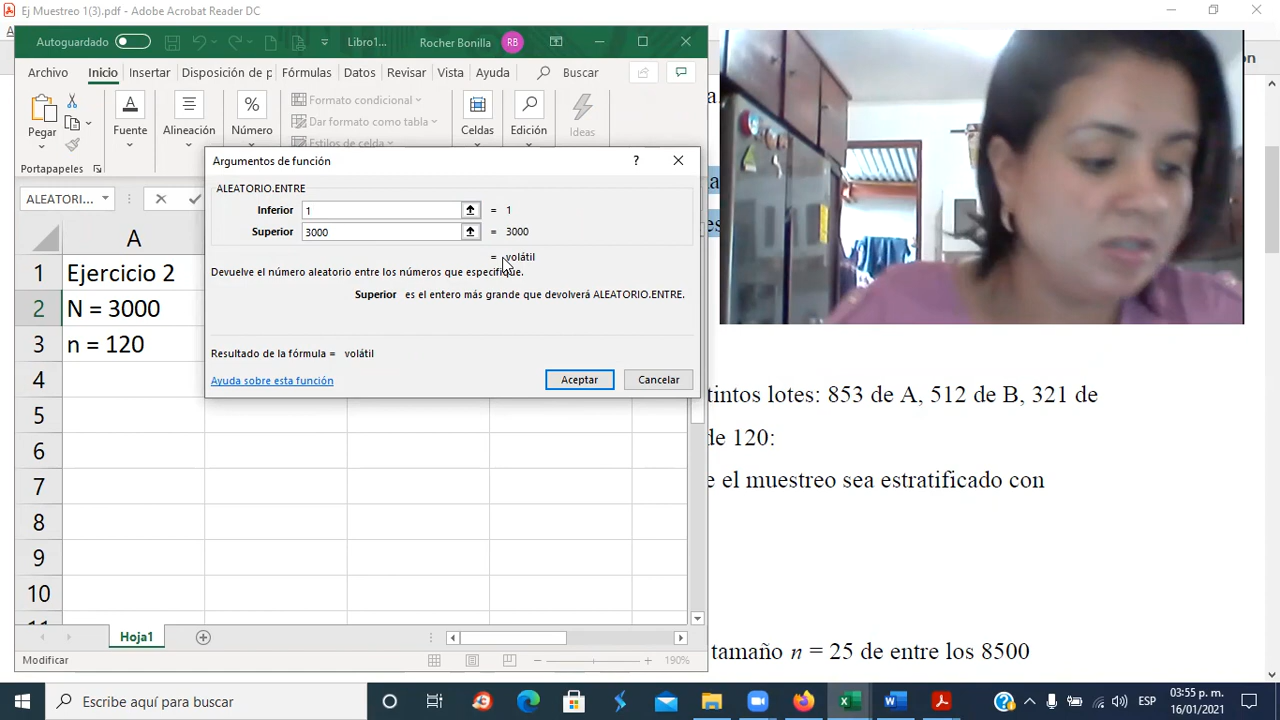 Ej Muestreo 1(3).pdf - Adobe Acrobat Reader DC
Autoguardado
Libro1...
Rocher Bonilla
RB
Archivo Inicio Insertar Disposición de p Fórmulas Datos Revisar Vista Ayuda Buscar
Pegar
Fuente
Alineación
%
Número
Formato condicional
Dar formato como tabla
Estilos de celda
Celdas
Edición
Ideas
Portapapeles
ALEATORI...
Argumentos de función
?
ALEATORIO.ENTRE
Inferior 1 = 1
Superior 3000 = 3000
= volátil
Devuelve el número aleatorio entre los números que especifique.
Superior es el entero más grande que devolverá ALEATORIO.ENTRE.
Resultado de la fórmula = volátil
Ayuda sobre esta función
Aceptar
Cancelar
A
1 Ejercicio 2
2 N = 3000
3 n = 120
4
5
6
7
8
9
10
Hoja1
Modificar
190%
tintos lotes: 853 de A, 512 de B, 321 de
de 120:
e el muestreo sea estratificado con
tamaño n = 25 de entre los 8500
Escribe aquí para buscar
ESP
03:55 p. m.
16/01/2021